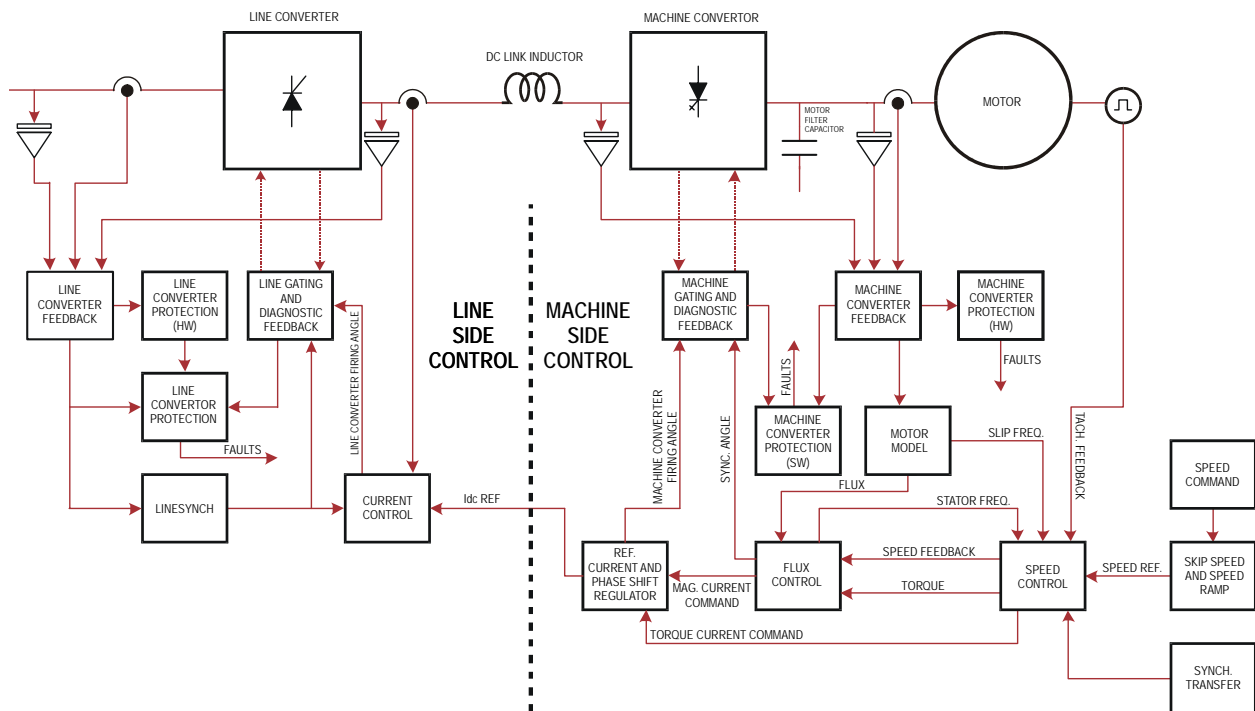 LINE CONVERTER
MACHINE CONVERTOR
DC LINK INDUCTOR
MOTOR
FILTER
CAPACITOR
MOTOR
LINE
CONVERTER
FEEDBACK
LINE
CONVERTER
PROTECTION
(HW)
LINE GATING
AND
DIAGNOSTIC
FEEDBACK
LINE CONVERTER FIRING ANGLE
LINE
SIDE
CONTROL
MACHINE
SIDE
CONTROL
MACHINE
GATING AND
DIAGNOSTIC
FEEDBACK
MACHINE
CONVERTER
FEEDBACK
MACHINE
CONVERTER
PROTECTION
(HW)
FAULTS
FAULTS
LINE
CONVERTOR
PROTECTION
FAULTS
MACHINE CONVERTER
FIRING ANGLE
SYNC. ANGLE
MACHINE
CONVERTER
PROTECTION
(SW)
MOTOR
MODEL
SLIP FREQ.
TACH. FEEDBACK
SPEED
COMMAND
LINESYNCH
CURRENT
CONTROL
Idc REF
FLUX
STATOR FREQ.
REF.
CURRENT AND
PHASE SHIFT
REGULATOR
MAG. CURRENT
COMMAND
FLUX
CONTROL
SPEED FEEDBACK
TORQUE
SPEED
CONTROL
SPEED REF.
SKIP SPEED
AND SPEED
RAMP
TORQUE CURRENT COMMAND
SYNCH.
TRANSFER